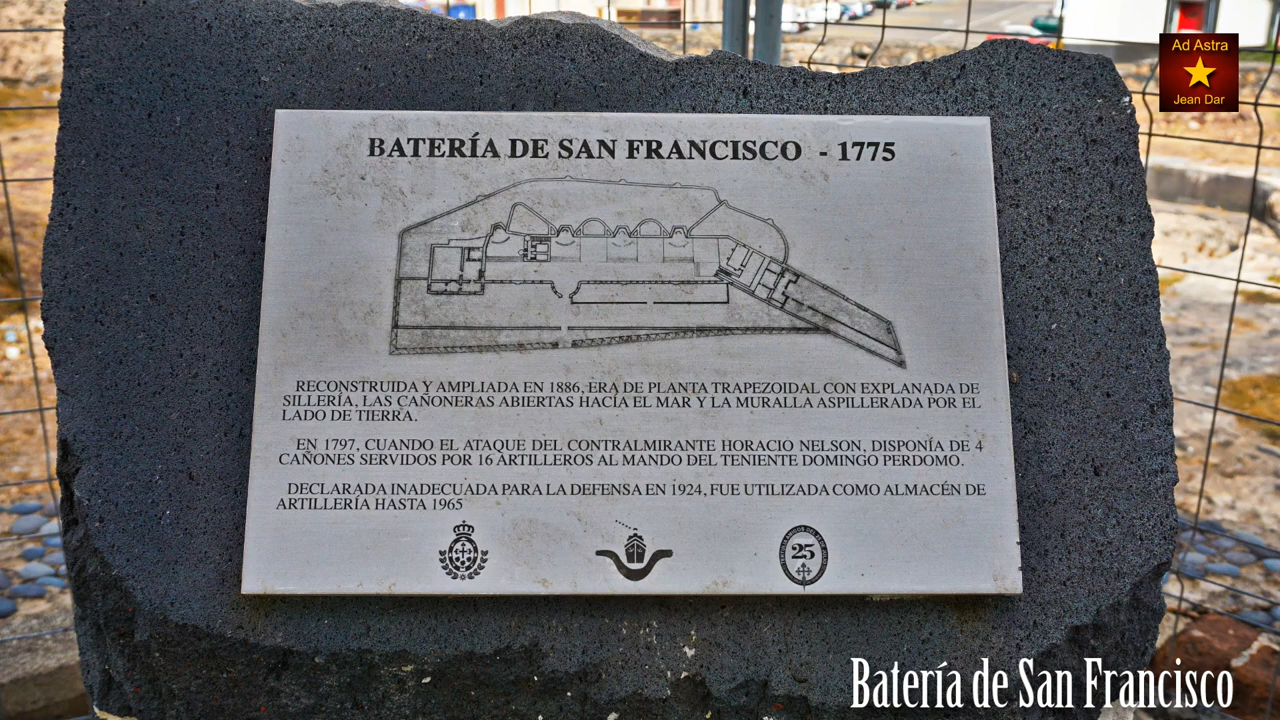 Ad Astra
Jean Dar
BATERÍA DE SAN FRANCISCO - 1775
RECONSTRUIDA Y AMPLIADA EN 1886, ERA DE PLANTA TRAPEZOIDAL CON EXPLANADA DE
SILLERÍA, LAS CAÑONERAS ABIERTAS HACÍA EL MAR Y LA MURALLA ASPILLERADA POR EL
LADO DE TIERRA.
EN 1797, CUANDO EL ATAQUE DEL CONTRALMIRANTE HORACIO NELSON, DISPONÍA DE 4
CAÑONES SERVIDOS POR 16 ARTILLEROS AL MANDO DEL TENIENTE DOMINGO PERDOMO.
DECLARADA INADECUADA PARA LA DEFENSA EN 1924, FUE UTILIZADA COMO ALMACÉN DE
ARTILLERÍA HASTA 1965
25
Batería de San Francisco